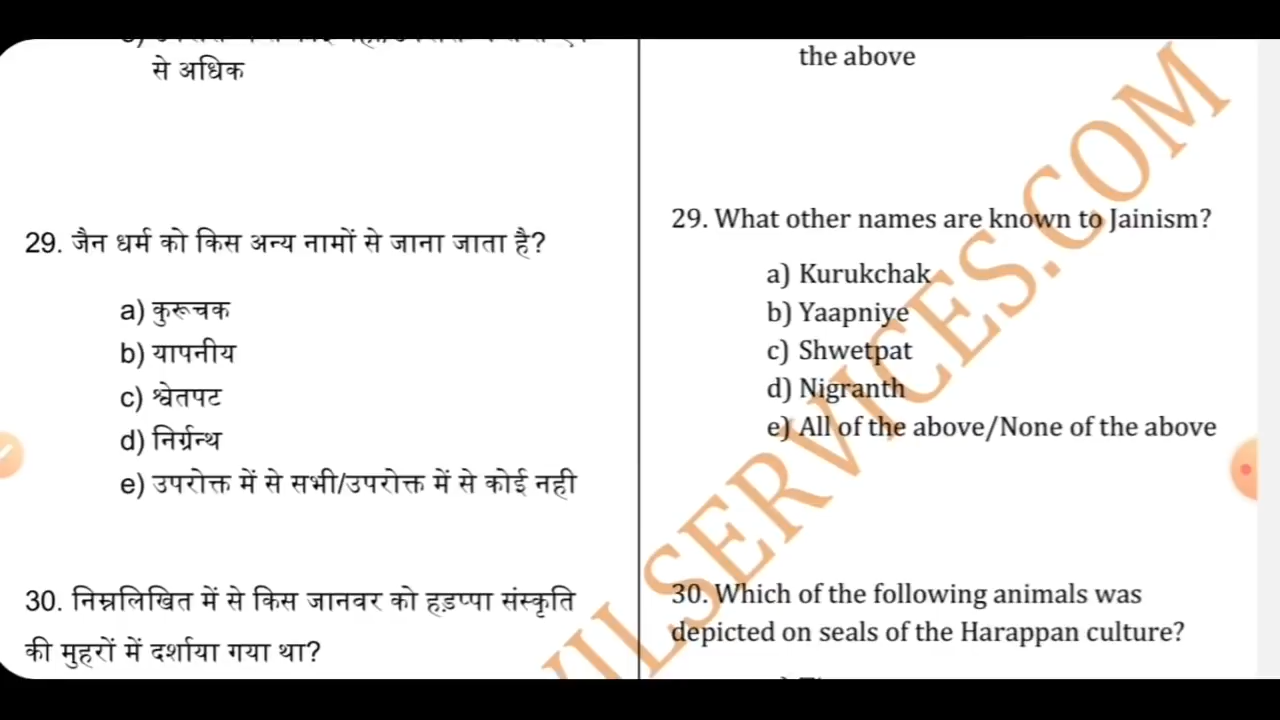 से अधिक
29. जैन धर्म को किस अन्य नामों से जाना जाता है?
a) कुरूचक
b) यापनीय
c) श्वेतपट
d) निर्ग्रन्थ
e) उपरोक्त में से सभी/उपरोक्त में से कोई नही
30. निम्नलिखित में से किस जानवर को हड़प्पा संस्कृति
की मुहरों में दर्शाया गया था?
the above
29. What other names are known to Jainism?
a) Kurukchak
b) Yaapniye
c) Shwetpat
d) Nigranth
e) All of the above/None of the above
30. Which of the following animals was
depicted on seals of the Harappan culture?
VILSERVICES.COM